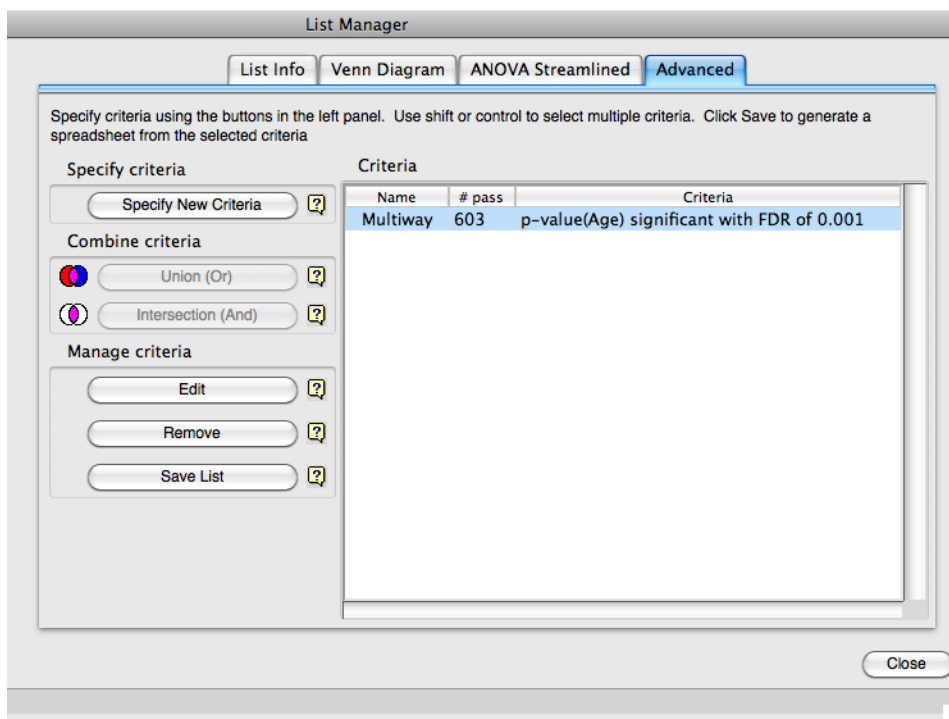 List Manager
List Info Venn Diagram ANOVA Streamlined Advanced
Specify criteria using the buttons in the left panel. Use shift or control to select multiple criteria. Click Save to generate a
spreadsheet from the selected criteria
Specify criteria
Specify New Criteria ?
Combine criteria
Union (Or) ?
Intersection (And) ?
Manage criteria
Edit ?
Remove ?
Save List ?
Criteria
Name # pass Criteria
Multiway 603 p-value(Age) significant with FDR of 0.001
Close